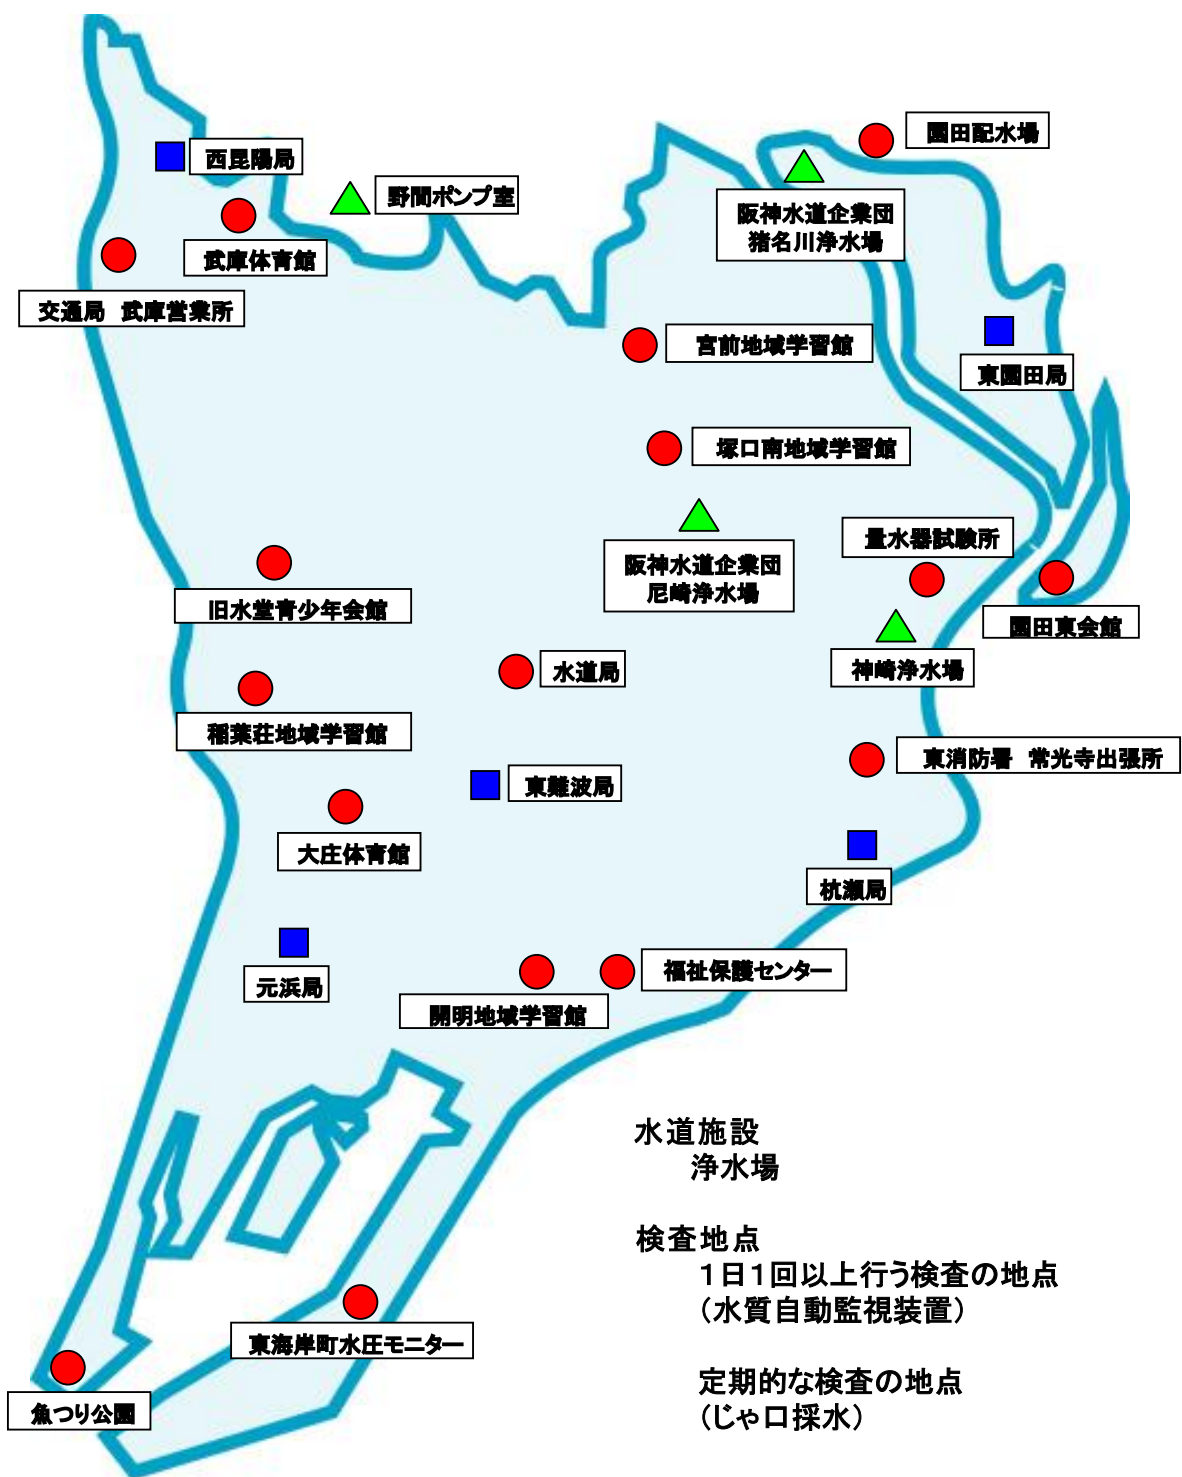 園田配水場
西昆陽局
野間ポンプ室
阪神水道企業団
猪名川浄水場
武庫体育館
交通局　武庫営業所
宮前地域学習館
東園田局
塚口南地域学習館
量水器試験所
阪神水道企業団
尼崎浄水場
旧水堂青少年会館
園田東会館
水道局
神崎浄水場
稲葉荘地域学習館
東消防署　常光寺出張所
東難波局
大庄体育館
杭瀬局
福祉保護センター
元浜局
開明地域学習館
水道施設
浄水場
検査地点
１日１回以上行う検査の地点
（水質自動監視装置）
東海岸町水圧モニター
定期的な検査の地点
（じゃ口採水）
魚つり公園